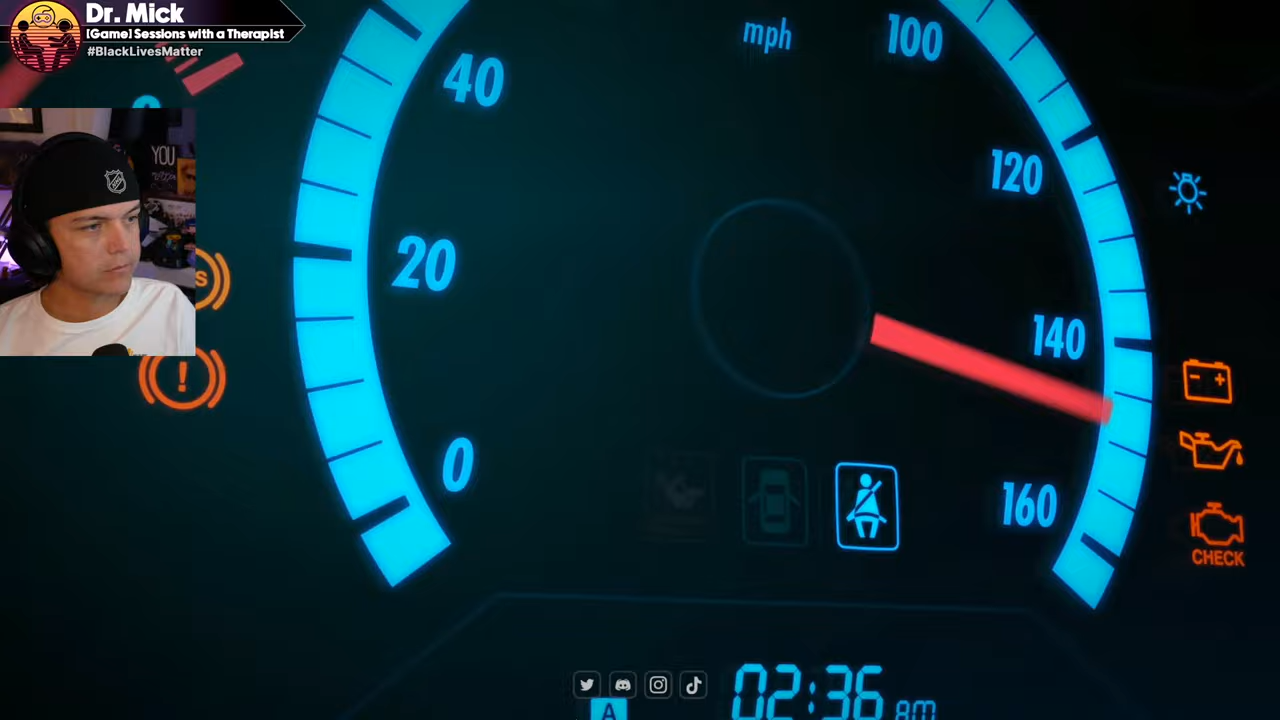 Dr. Mick
[Game] Sessions with a Therapist
#BlackLivesMatter
mph
100
40
120
YOU
20
140
0
160
CHECK
02:36 am
A